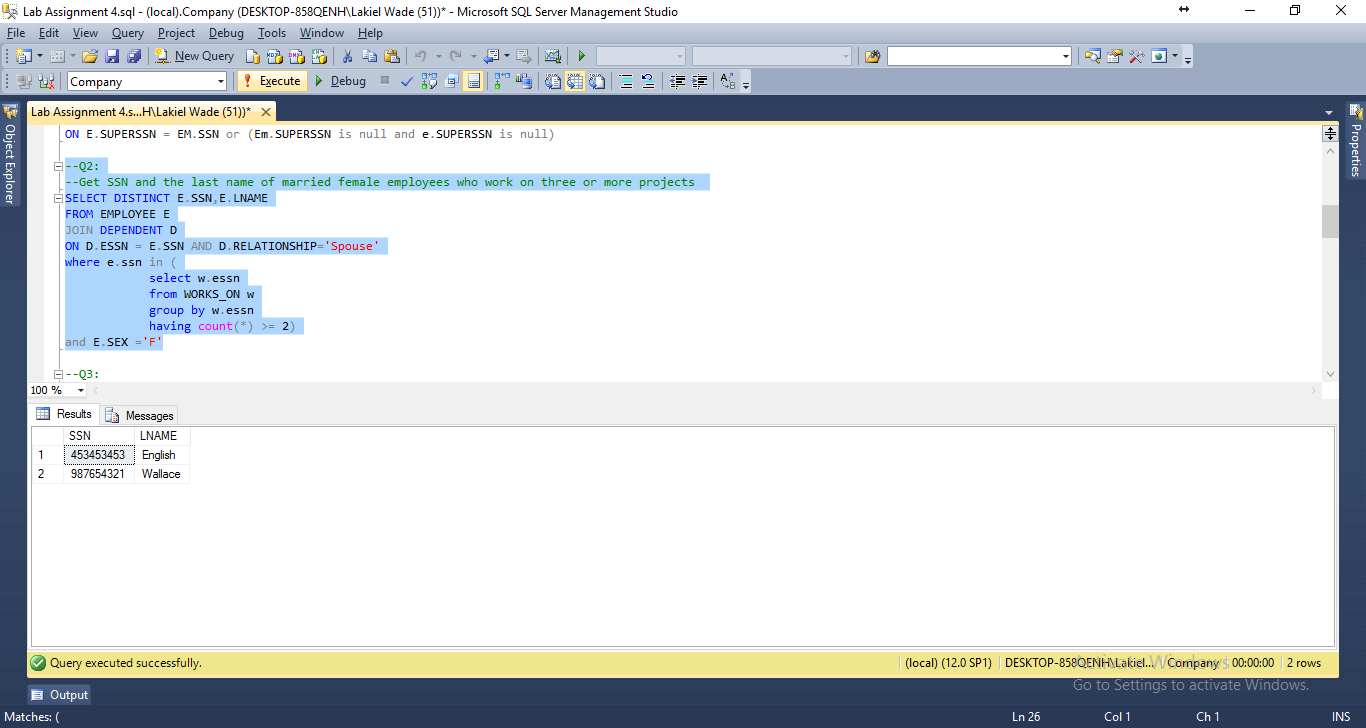 Lab Assignment 4.sql - (local).Company (DESKTOP-858QENH\Lakiel Wade (51))* - Microsoft SQL Server Management Studio
File Edit View Query Project Debug Tools Window Help
New Query
Company Execute Debug
Lab Assignment 4.s...H\Lakiel Wade (51))*
Object Explorer
Properties
ON E.SUPERSSN = EM.SSN or (Em.SUPERSSN is null and e.SUPERSSN is null)
--Q2:
--Get SSN and the last name of married female employees who work on three or more projects
SELECT DISTINCT E.SSN,E.LNAME
FROM EMPLOYEE E
JOIN DEPENDENT D
ON D.ESSN = E.SSN AND D.RELATIONSHIP='Spouse'
where e.ssn in (
select w.essn
from WORKS_ON w
group by w.essn
having count(*) >= 2)
and E.SEX ='F'
--Q3:
100 %
Results Messages
SSN LNAME
1 453453453 English
2 987654321 Wallace
Query executed successfully. (local) (12.0 SP1) DESKTOP-858QENH\Lakiel... Company 00:00:00 2 rows
Activate Windows
Go to Settings to activate Windows.
Output
Matches: ( Ln 26 Col 1 Ch 1 INS